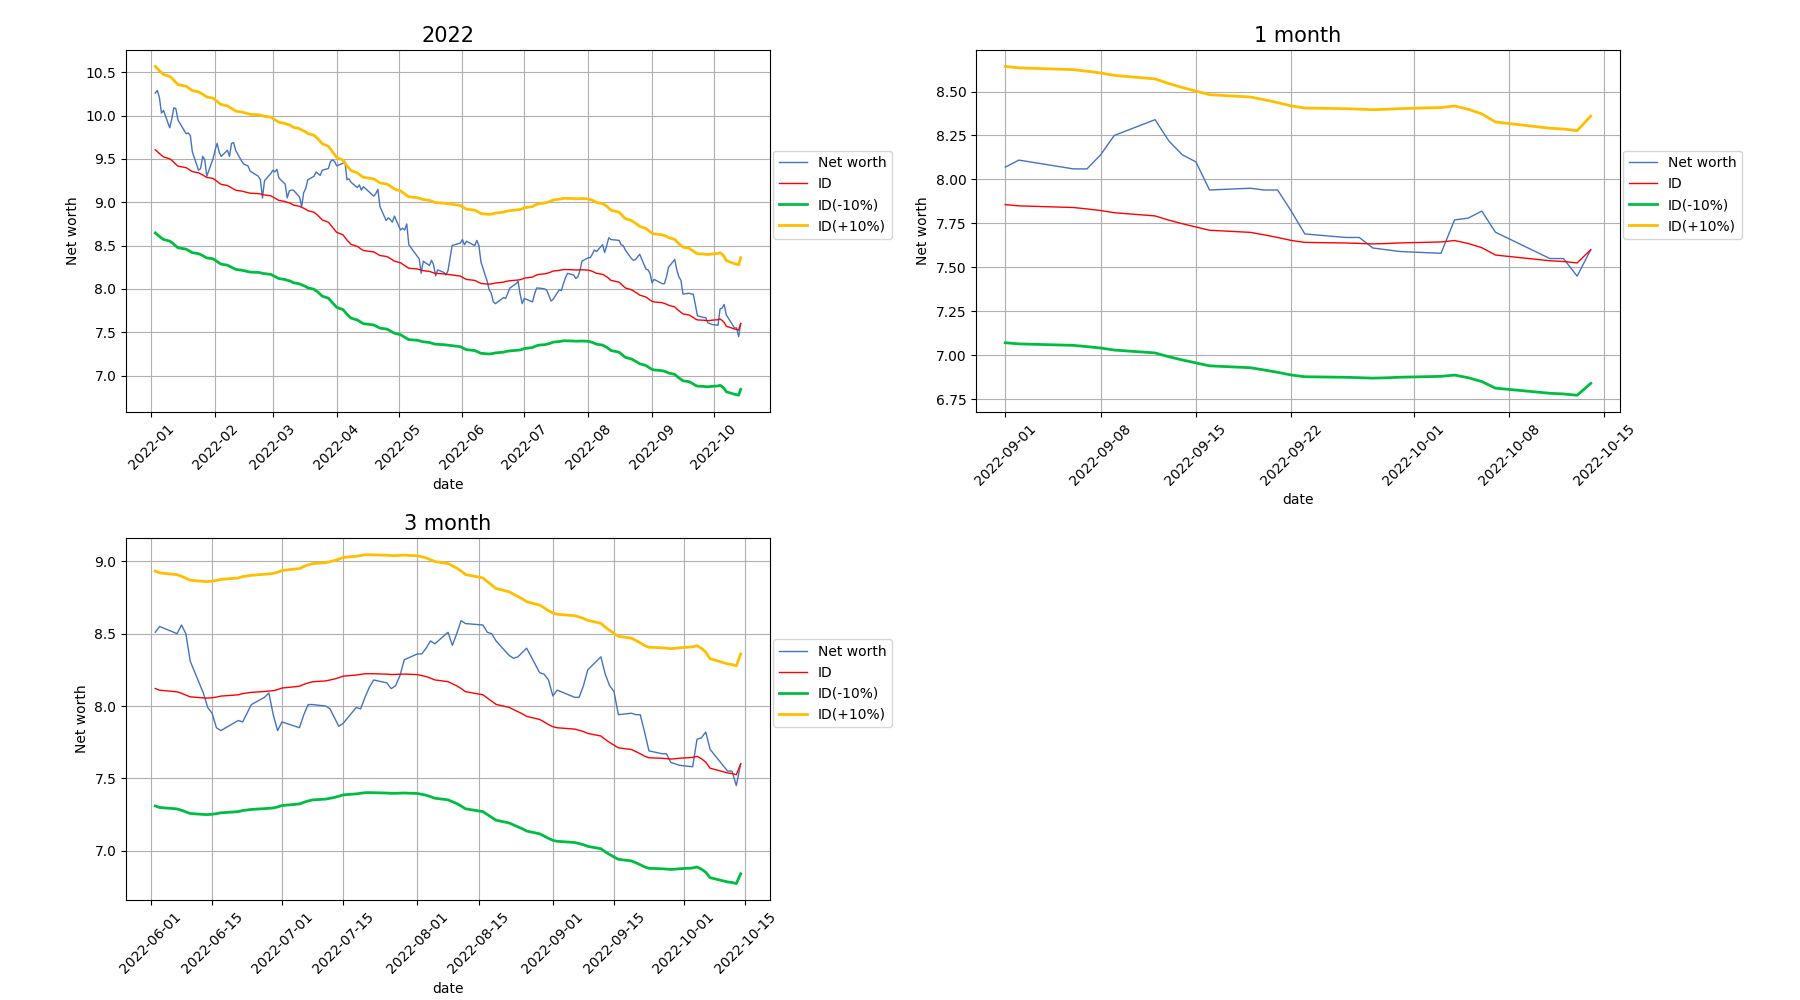 2022
10.5
10.0
9.5
9.0
8.5
8.0
7.5
7.0
Net worth
2022-01
2022-02
2022-03
2022-04
2022-05
2022-06
2022-07
2022-08
2022-09
2022-10
date
Net worth
ID
ID(-10%)
ID(+10%)
1 month
8.50
8.25
8.00
7.75
7.50
7.25
7.00
6.75
Net worth
2022-09-01
2022-09-08
2022-09-15
2022-09-22
2022-10-01
2022-10-08
2022-10-15
date
Net worth
ID
ID(-10%)
ID(+10%)
3 month
9.0
8.5
8.0
7.5
7.0
Net worth
2022-06-01
2022-06-15
2022-07-01
2022-07-15
2022-08-01
2022-08-15
2022-09-01
2022-09-15
2022-10-01
2022-10-15
date
Net worth
ID
ID(-10%)
ID(+10%)